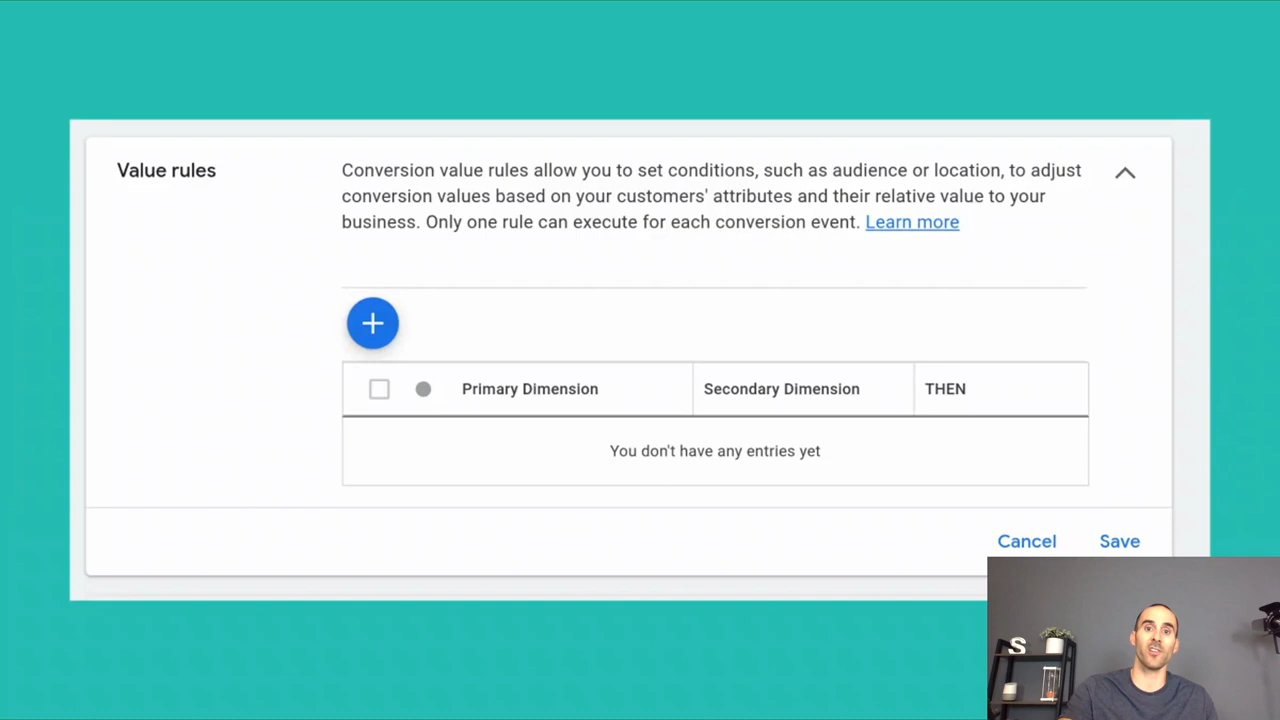 Value rules
Conversion value rules allow you to set conditions, such as audience or location, to adjust
conversion values based on your customers' attributes and their relative value to your
business. Only one rule can execute for each conversion event. Learn more
Primary Dimension
Secondary Dimension
THEN
You don't have any entries yet
Cancel
Save
S